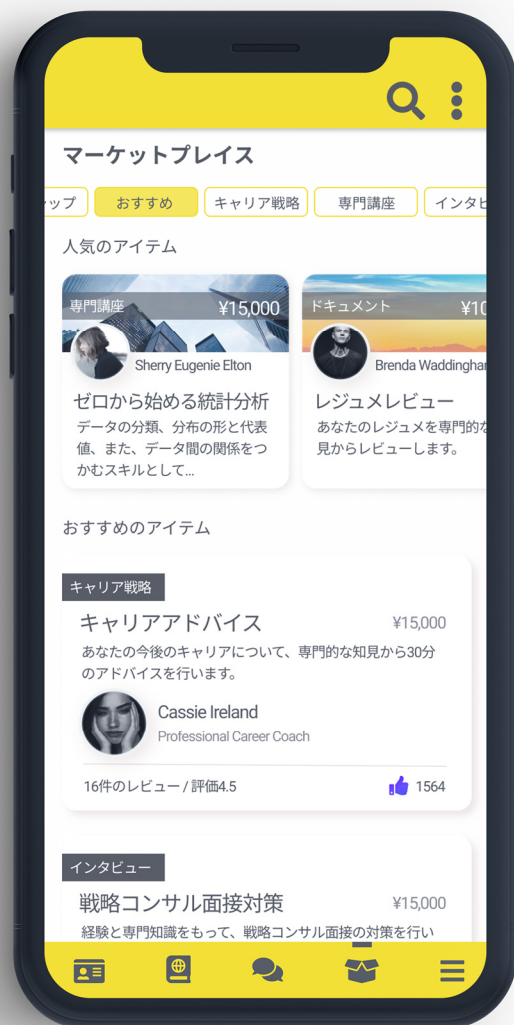 マーケットプレイス
おすすめ
キャリア戦略
専門講座
人気のアイテム
専門講座
¥15,000
Sherry Eugenie Elton
ゼロから始める統計分析
データの分類、分布の形と代表
値、また、データ間の関係をつ
かむスキルとして...
ドキュメント
Brenda
レジュメレビュー
あなたのレジュメを専門的な
見からレビューします。
おすすめのアイテム
キャリア戦略
キャリアアドバイス
¥15,000
あなたの今後のキャリアについて、専門的な知見から30分
のアドバイスを行います。
Cassie Ireland
Professional Career Coach
16件のレビュー / 評価4.5
1564
インタビュー
戦略コンサル面接対策
¥15,000
経験と専門知識をもって、戦略コンサル面接の対策を行い